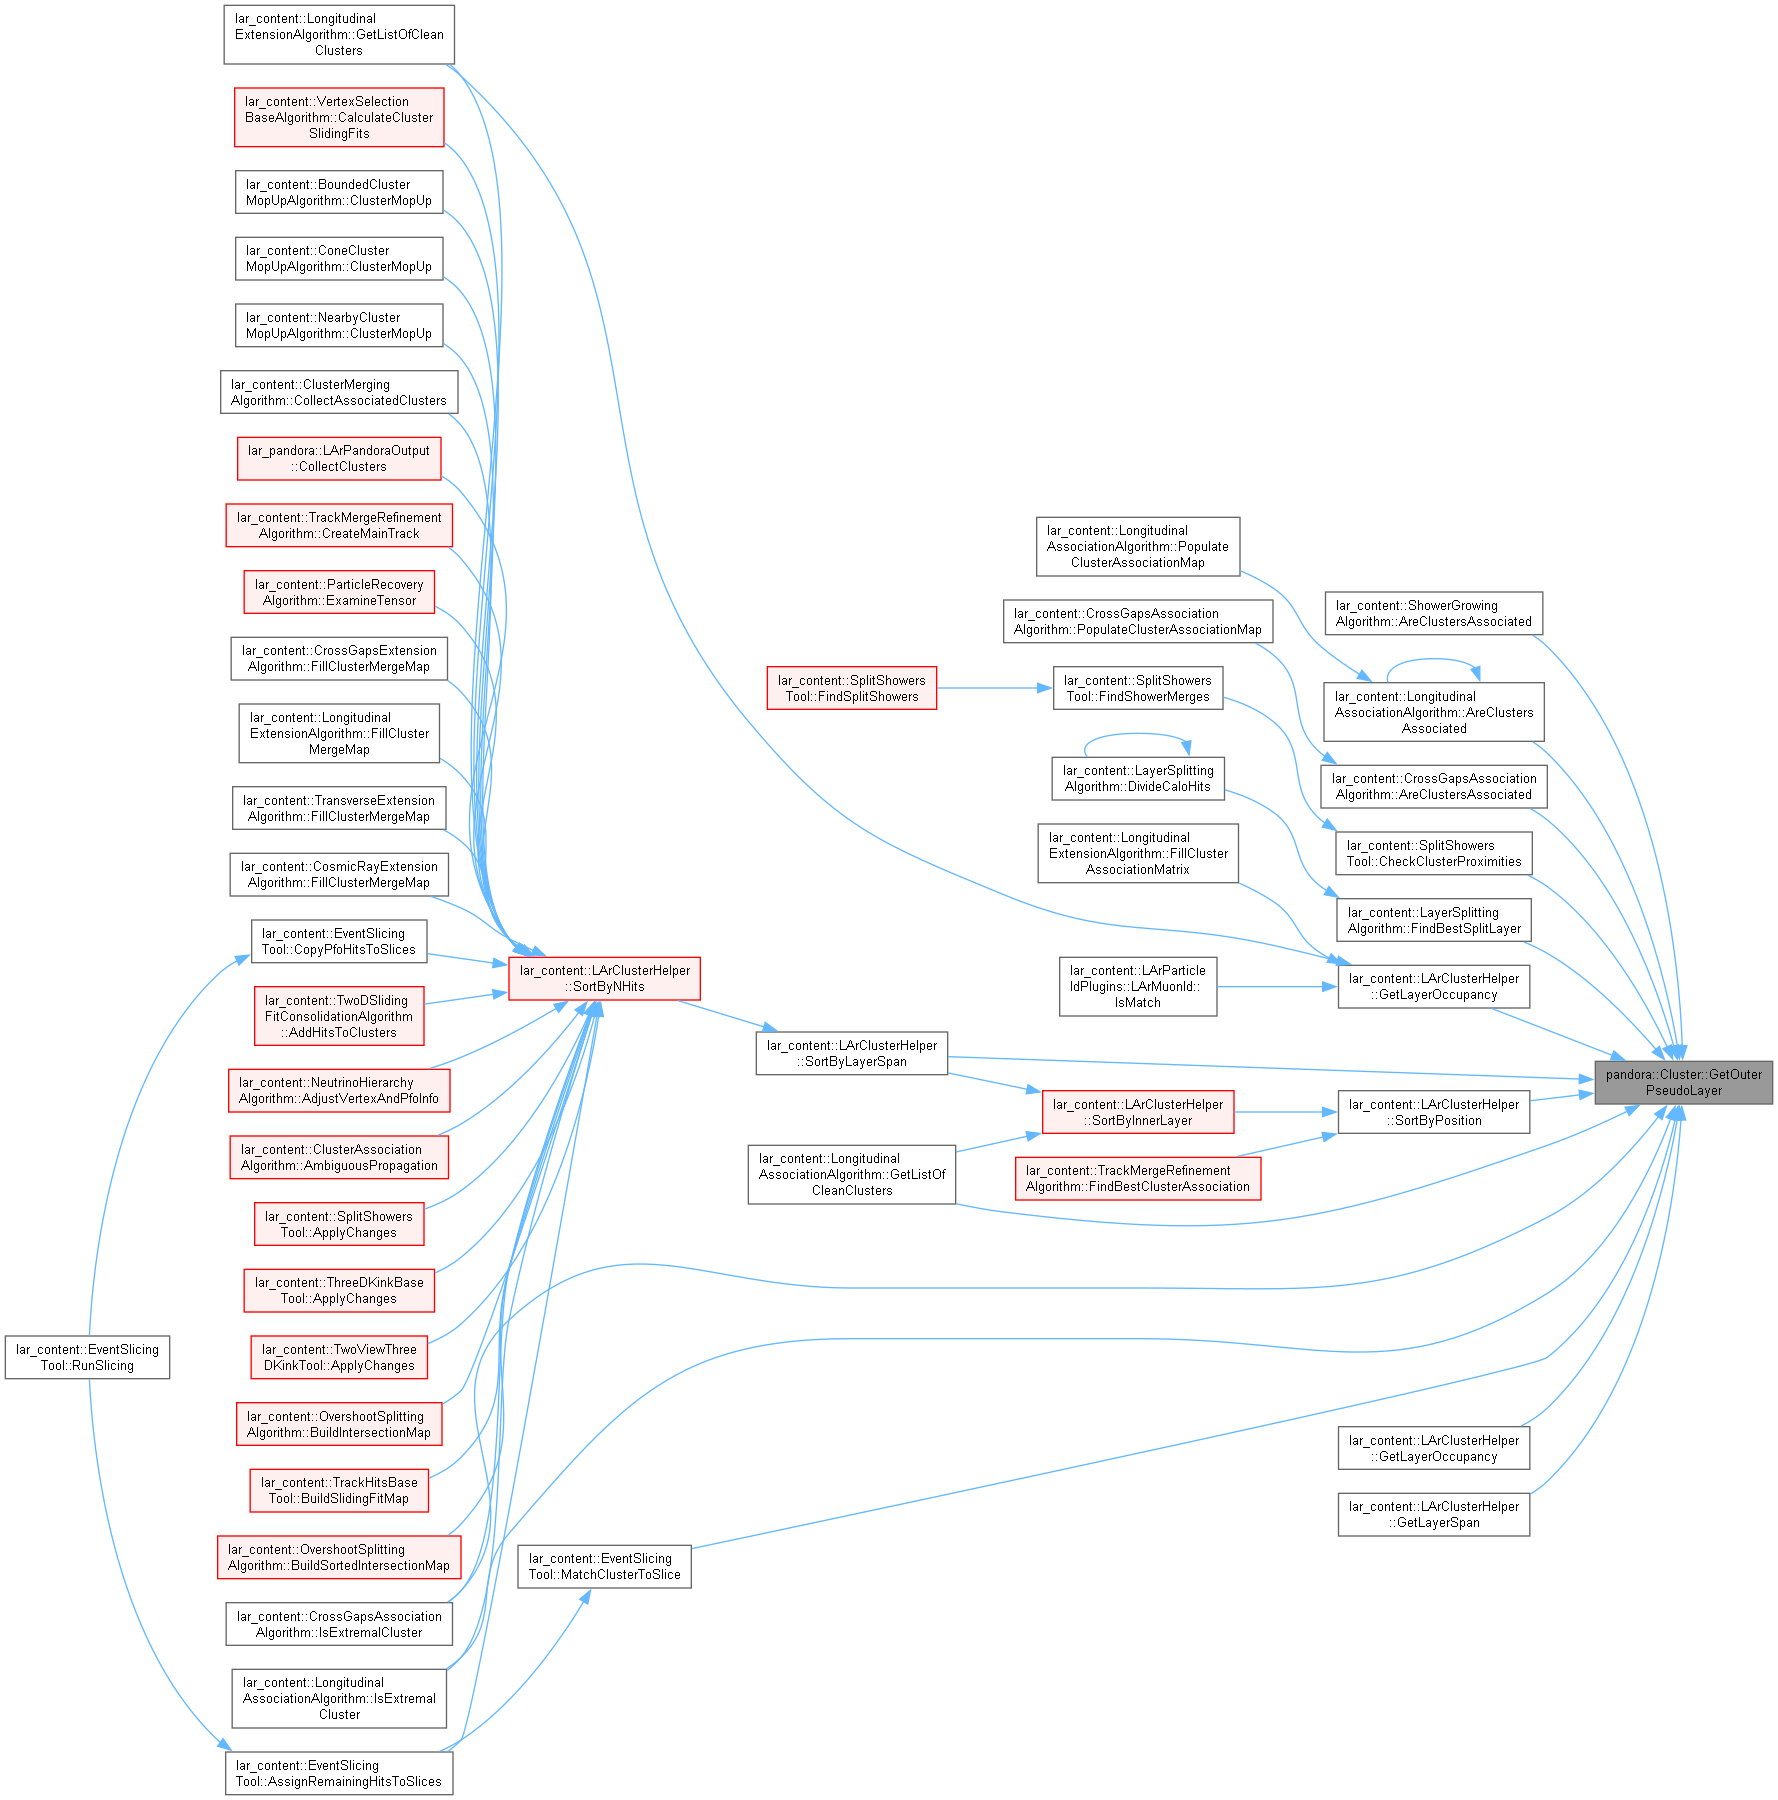 lar_content::Longitudinal
ExtensionAlgorithm::GetListOfClean
Clusters
lar_content::VertexSelection
BaseAlgorithm::CalculateCluster
SlidingFits
lar_content::BoundedCluster
MopUpAlgorithm::ClusterMopUp
lar_content::ConeCluster
MopUpAlgorithm::ClusterMopUp
lar_content::NearbyCluster
MopUpAlgorithm::ClusterMopUp
lar_content::ClusterMerging
Algorithm::CollectAssociatedClusters
lar_pandora::LArPandoraOutput
::CollectClusters
lar_content::TrackMergeRefinement
Algorithm::CreateMainTrack
lar_content::ParticleRecovery
Algorithm::ExamineTensor
lar_content::CrossGapsExtension
Algorithm::FillClusterMergeMap
lar_content::Longitudinal
ExtensionAlgorithm::FillCluster
MergeMap
lar_content::TransverseExtension
Algorithm::FillClusterMergeMap
lar_content::CosmicRayExtension
Algorithm::FillClusterMergeMap
lar_content::EventSlicing
Tool::CopyPfoHitsToSlices
lar_content::TwoDSliding
FitConsolidationAlgorithm
::AddHitsToClusters
lar_content::NeutrinoHierarchy
Algorithm::AdjustVertexAndPfoInfo
lar_content::ClusterAssociation
Algorithm::AmbiguousPropagation
lar_content::SplitShowers
Tool::ApplyChanges
lar_content::ThreeDKinkBase
Tool::ApplyChanges
lar_content::TwoViewThree
DKinkTool::ApplyChanges
lar_content::OvershootSplitting
Algorithm::BuildIntersectionMap
lar_content::TrackHitsBase
Tool::BuildSlidingFitMap
lar_content::OvershootSplitting
Algorithm::BuildSortedIntersectionMap
lar_content::CrossGapsAssociation
Algorithm::IsExtremalCluster
lar_content::Longitudinal
AssociationAlgorithm::IsExtremal
Cluster
lar_content::EventSlicing
Tool::AssignRemainingHitsToSlices
lar_content::EventSlicing
Tool::RunSlicing
lar_content::LArClusterHelper
::SortByNHits
lar_content::EventSlicing
Tool::MatchClusterToSlice
lar_content::SplitShowers
Tool::FindSplitShowers
lar_content::LArClusterHelper
::SortByLayerSpan
lar_content::Longitudinal
AssociationAlgorithm::GetListOf
CleanClusters
lar_content::Longitudinal
AssociationAlgorithm::Populate
ClusterAssociationMap
lar_content::CrossGapsAssociation
Algorithm::PopulateClusterAssociationMap
lar_content::SplitShowers
Tool::FindShowerMerges
lar_content::LayerSplitting
Algorithm::DivideCaloHits
lar_content::Longitudinal
ExtensionAlgorithm::FillCluster
AssociationMatrix
lar_content::LArParticle
IdPlugins::LArMuonId::
IsMatch
lar_content::LArClusterHelper
::SortByInnerLayer
lar_content::TrackMergeRefinement
Algorithm::FindBestClusterAssociation
lar_content::ShowerGrowing
Algorithm::AreClustersAssociated
lar_content::Longitudinal
AssociationAlgorithm::AreClusters
Associated
lar_content::CrossGapsAssociation
Algorithm::AreClustersAssociated
lar_content::SplitShowers
Tool::CheckClusterProximities
lar_content::LayerSplitting
Algorithm::FindBestSplitLayer
lar_content::LArClusterHelper
::GetLayerOccupancy
lar_content::LArClusterHelper
::SortByPosition
lar_content::LArClusterHelper
::GetLayerOccupancy
lar_content::LArClusterHelper
::GetLayerSpan
pandora::Cluster::GetOuter
PseudoLayer